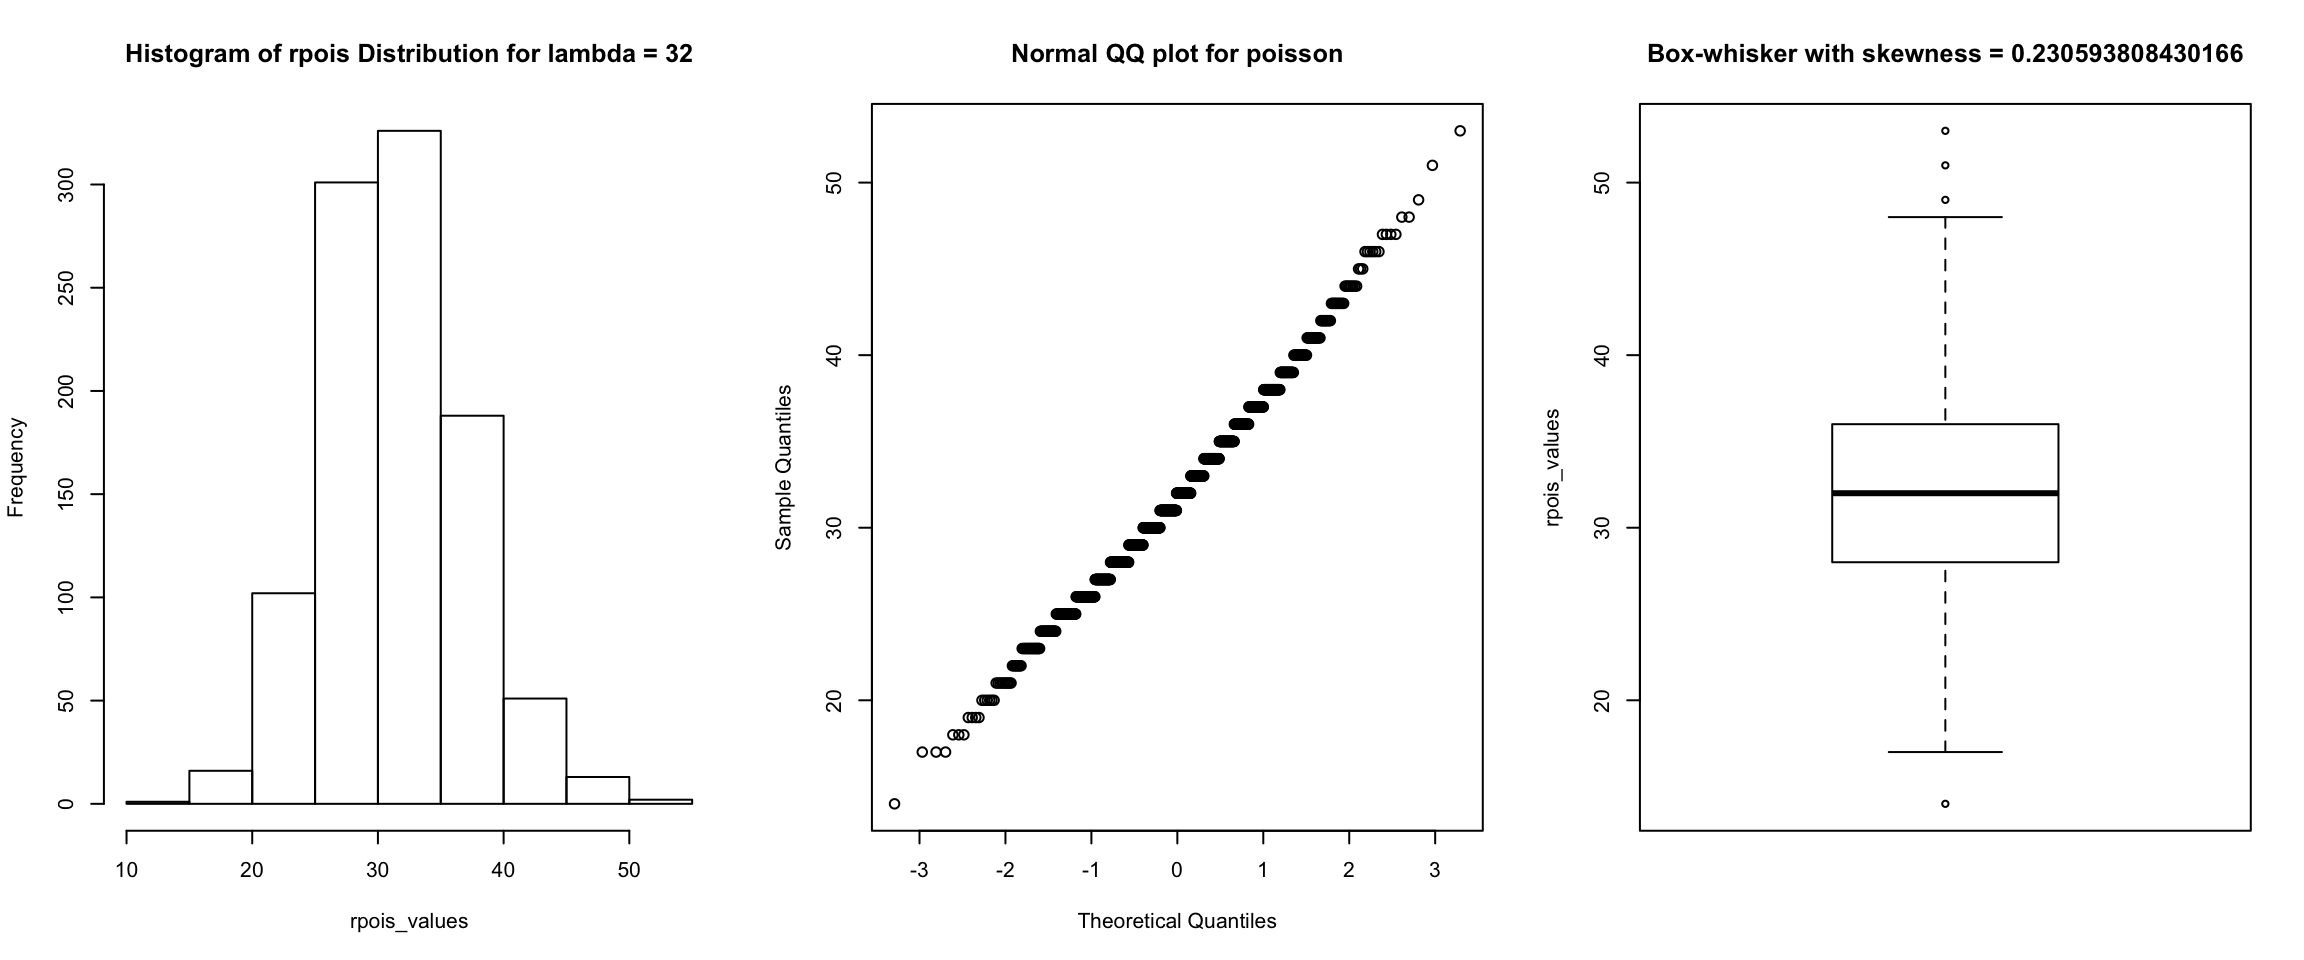 Histogram of rpois Distribution for lambda = 32
Frequency
300
250
200
150
100
50
0
10 20 30 40 50
rpois_values
Normal QQ plot for poisson
Sample Quantiles
50
40
30
20
-3 -2 -1 0 1 2 3
Theoretical Quantiles
Box-whisker with skewness = 0.230593808430166
rpois_values
50
40
30
20